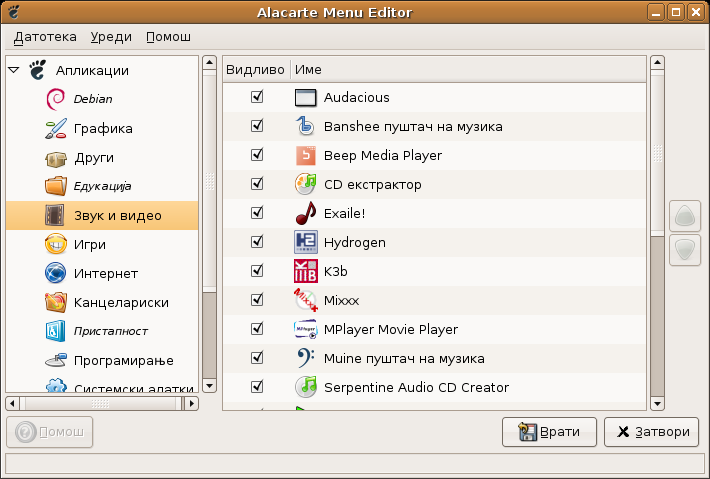 Alacarte Menu Editor
Датотека Уреди Помош
Апликации
Debian
Графика
Други
Едукација
Звук и видео
Игри
Интернет
Канцелариски
Пристапност
Програмирање
Системски алатки
Видливо Име
Audacious
Banshee пуштач на музика
Beep Media Player
CD екстрактор
Exaile!
Hydrogen
K3b
Mixxx
MPlayer Movie Player
Muine пуштач на музика
Serpentine Audio CD Creator
Помош
Врати
Затвори